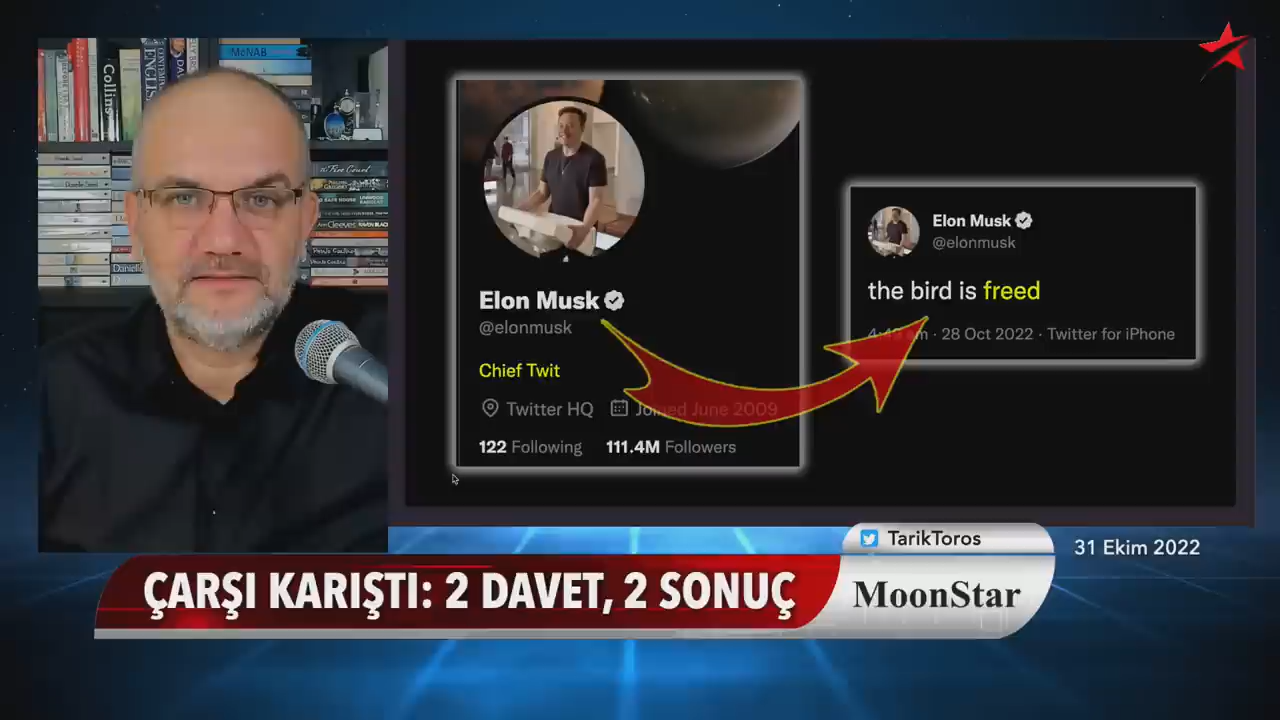 McNAB
Collins
ENGLISH
Elon Musk
@elonmusk
Chief Twit
Twitter HQ
Joined June 2009
122 Following
111.4M Followers
Elon Musk
@elonmusk
the bird is freed
28 Oct 2022 · Twitter for iPhone
TarikToros
31 Ekim 2022
ÇARŞI KARIŞTI: 2 DAVET, 2 SONUÇ
MoonStar